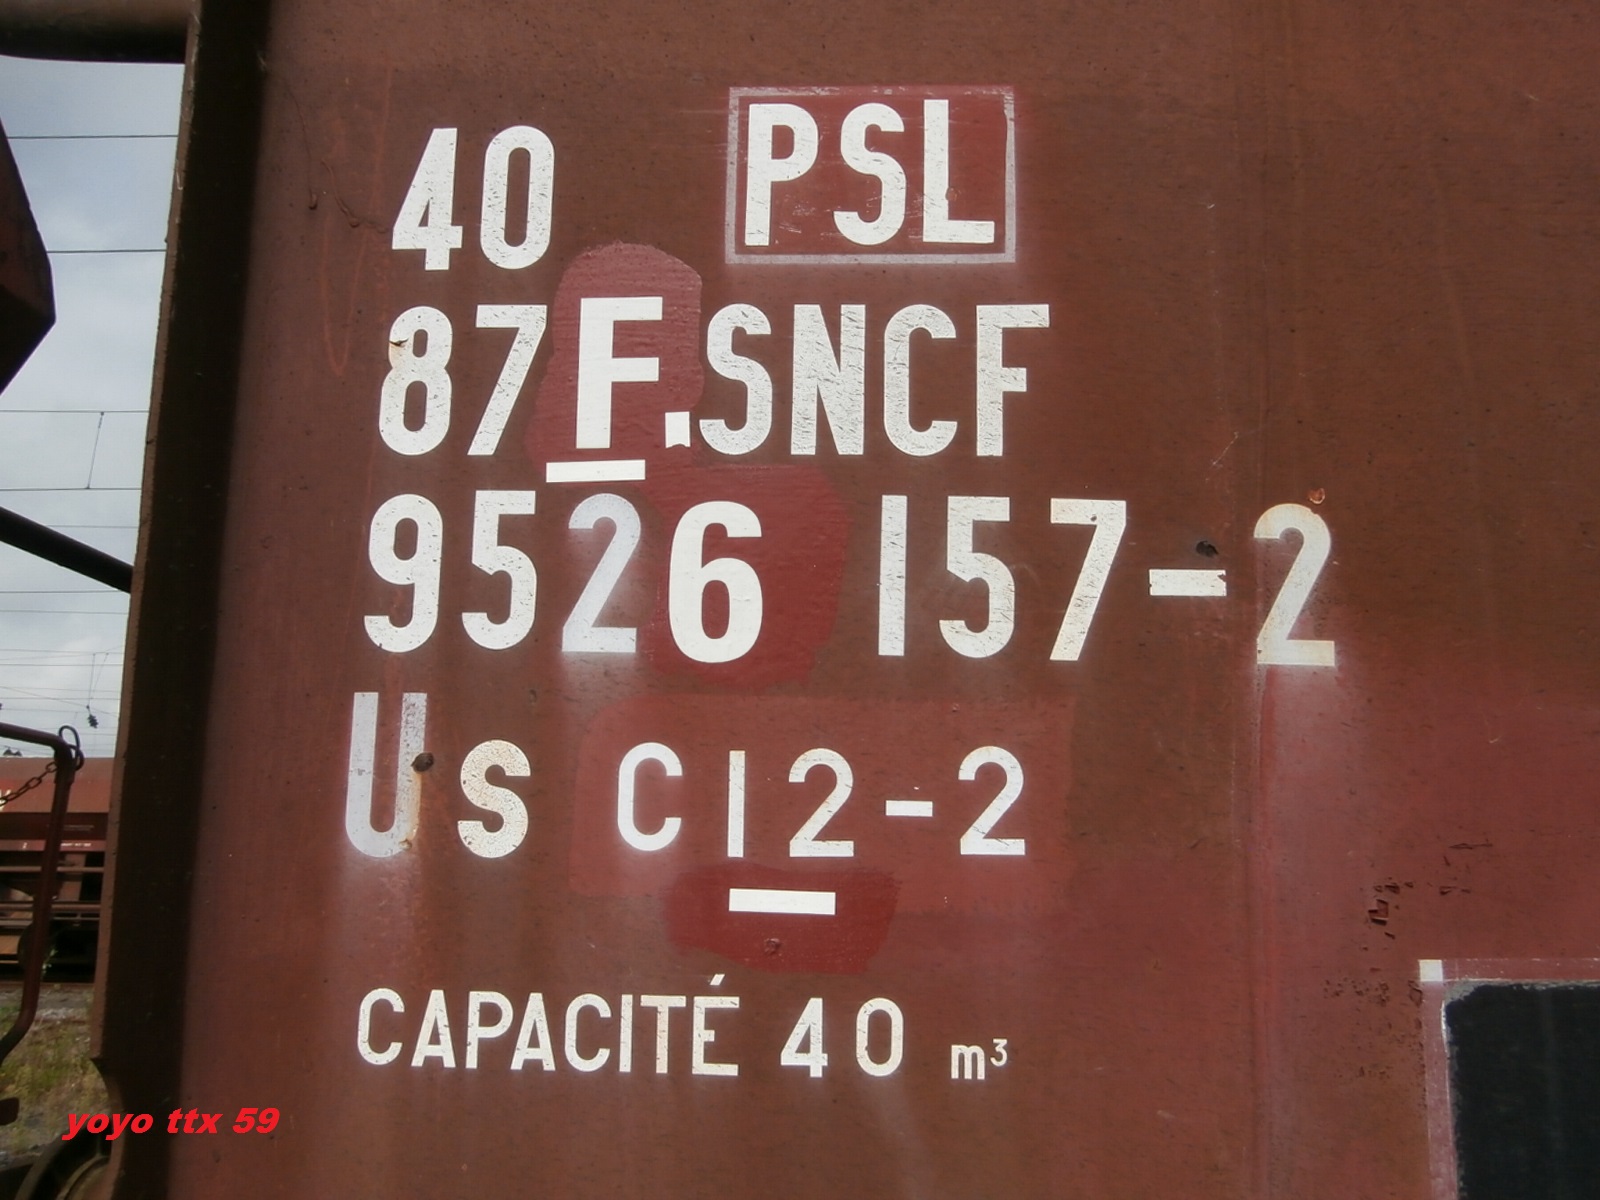 40 PSL
87 F.SNCF
9526 157-2
US C12-2
CAPACITÉ 40 m³
yoyo ttx 59